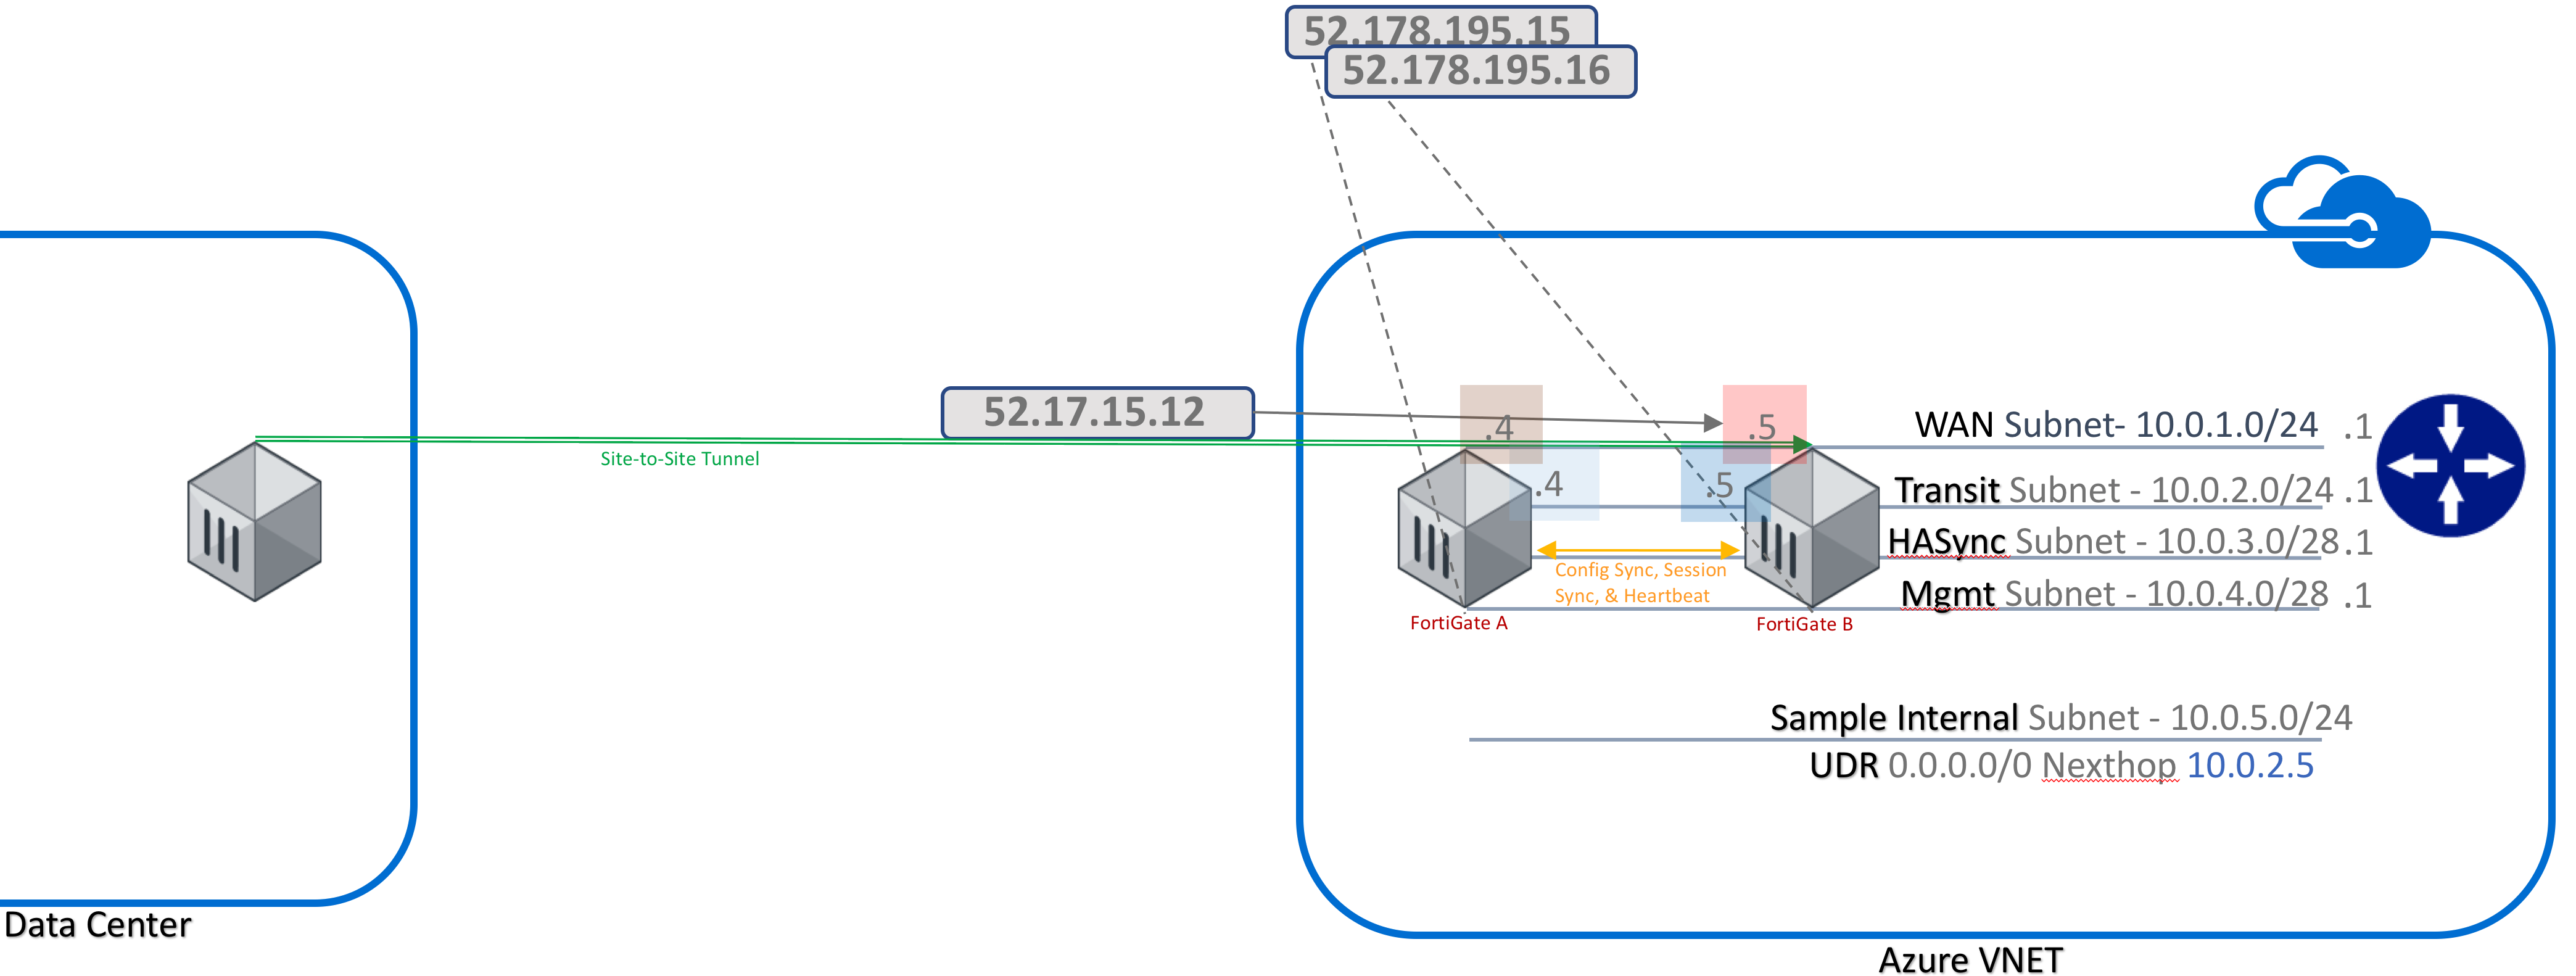 52.178.195.15
52.178.195.16
52.17.15.12
Site-to-Site Tunnel
.4
.5
WAN Subnet- 10.0.1.0/24 .1
.4
.5
Transit Subnet - 10.0.2.0/24 .1
HASync Subnet - 10.0.3.0/28 .1
Config Sync, Session
Sync, & Heartbeat
Mgmt Subnet - 10.0.4.0/28 .1
FortiGate A
FortiGate B
Sample Internal Subnet - 10.0.5.0/24
UDR 0.0.0.0/0 Nexthop 10.0.2.5
Data Center
Azure VNET